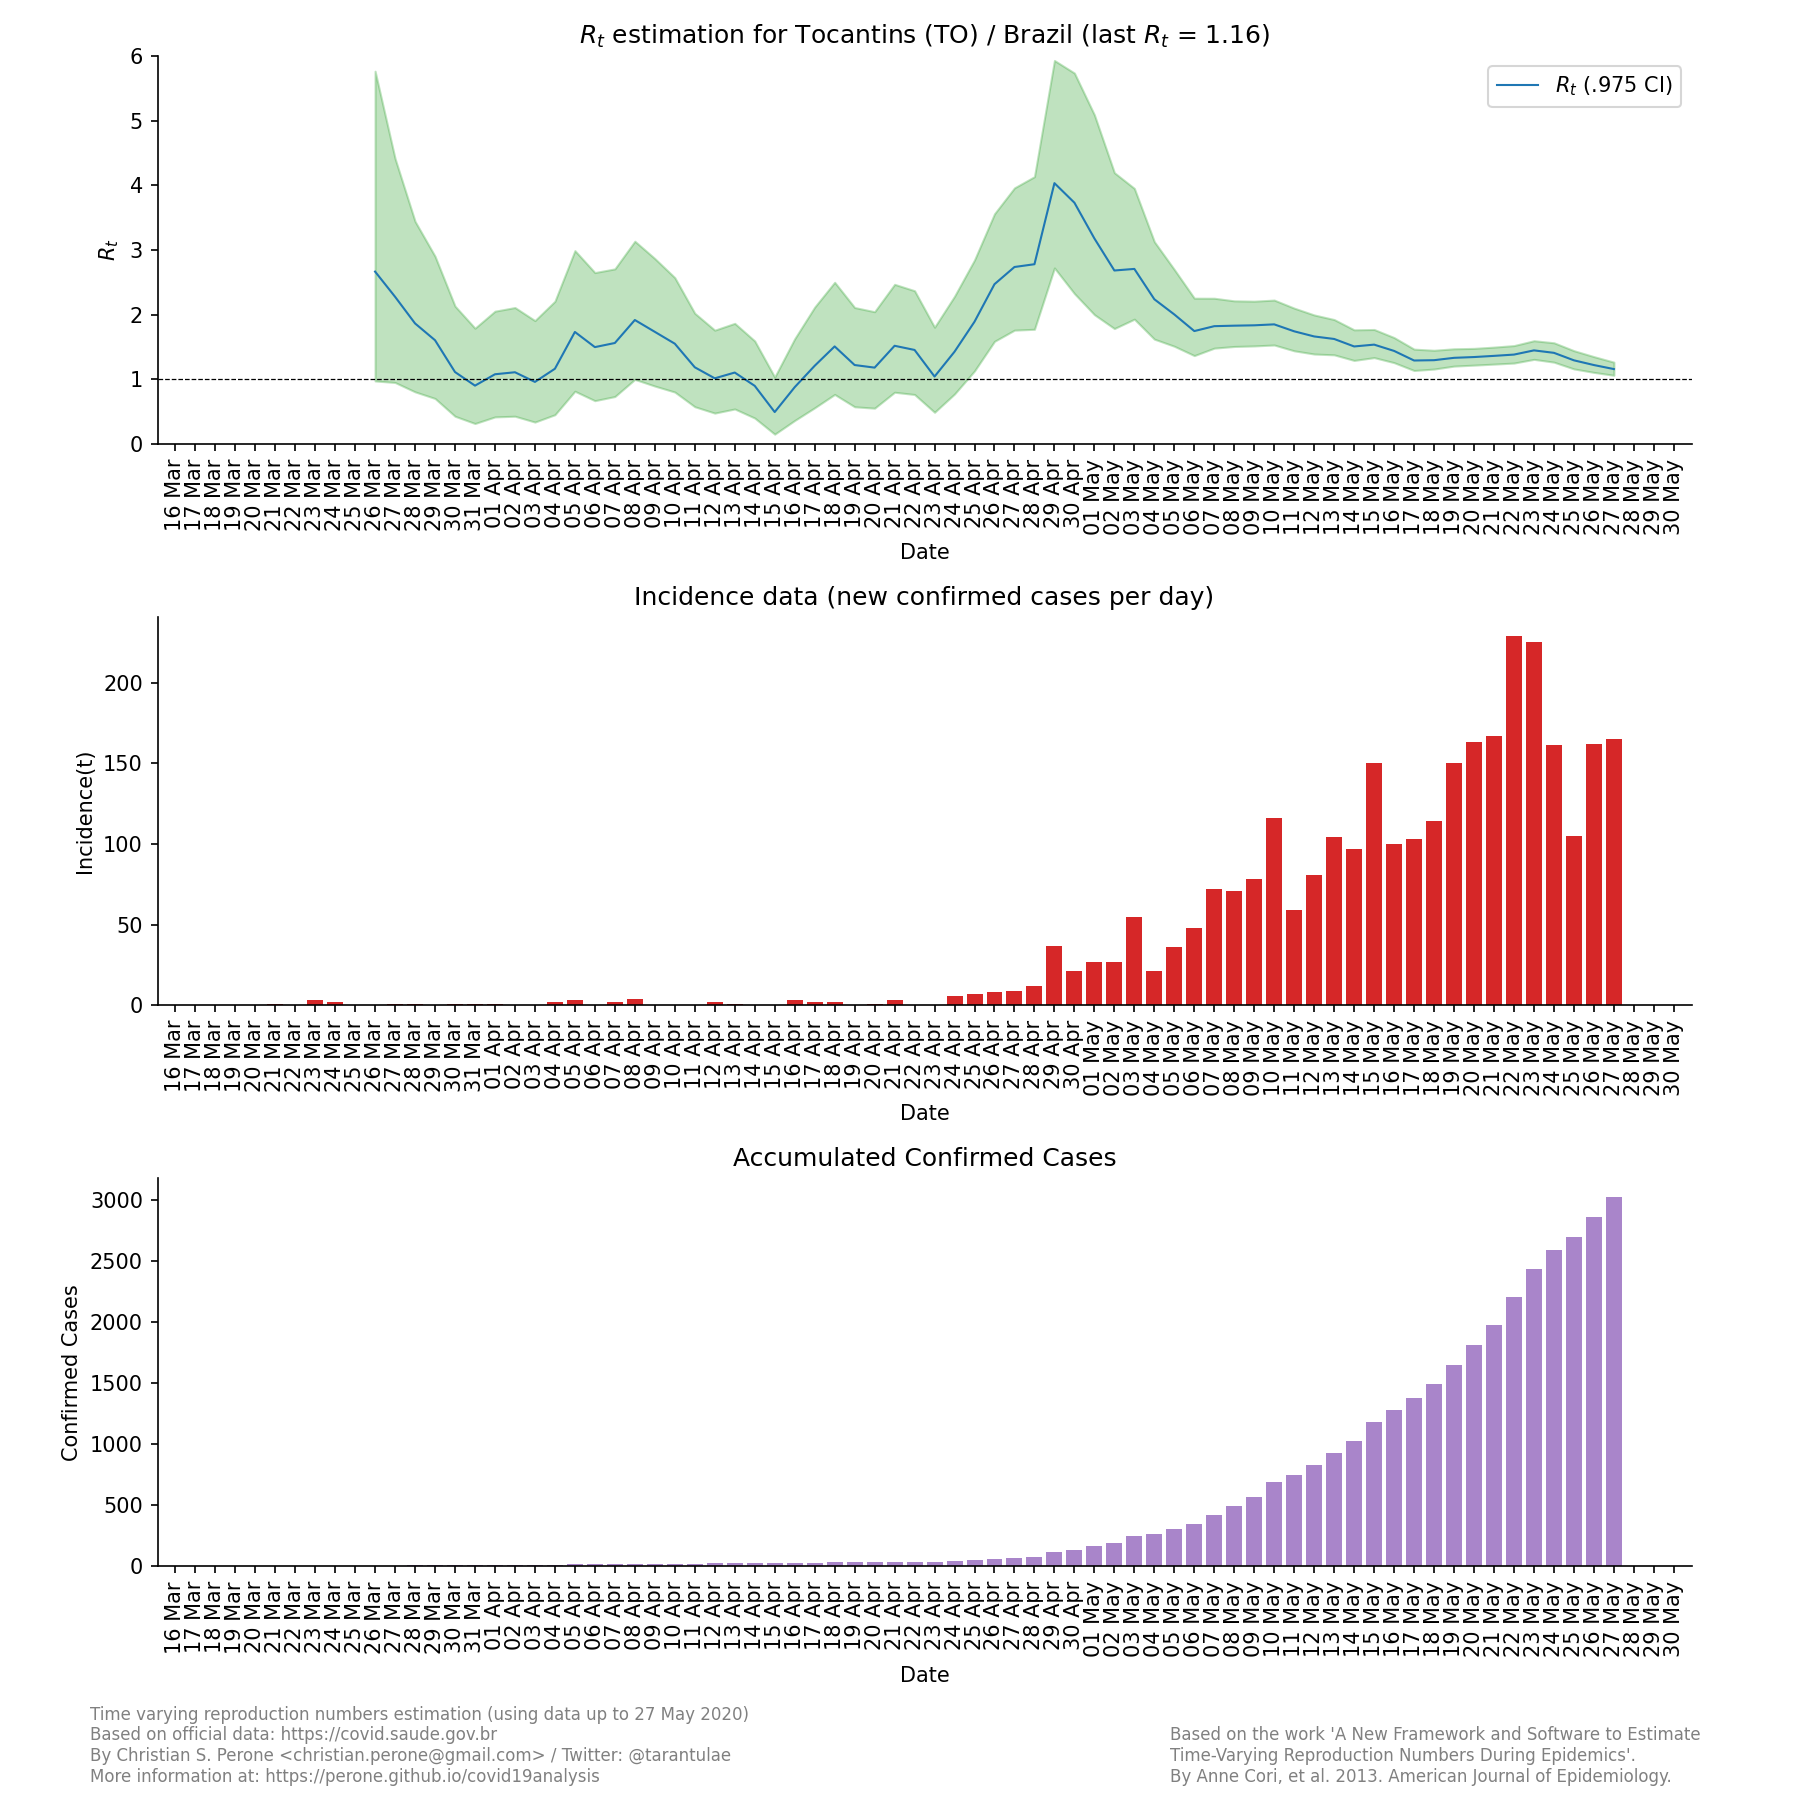 Rt estimation for Tocantins (TO) / Brazil (last Rt = 1.16)
Rt (.975 CI)
6
5
4
3
2
1
0
Rt
16 Mar 17 Mar 18 Mar 19 Mar 20 Mar 21 Mar 22 Mar 23 Mar 24 Mar 25 Mar 26 Mar 27 Mar 28 Mar 29 Mar 30 Mar 31 Mar 01 Apr 02 Apr 03 Apr 04 Apr 05 Apr 06 Apr 07 Apr 08 Apr 09 Apr 10 Apr 11 Apr 12 Apr 13 Apr 14 Apr 15 Apr 16 Apr 17 Apr 18 Apr 19 Apr 20 Apr 21 Apr 22 Apr 23 Apr 24 Apr 25 Apr 26 Apr 27 Apr 28 Apr 29 Apr 30 Apr 01 May 02 May 03 May 04 May 05 May 06 May 07 May 08 May 09 May 10 May 11 May 12 May 13 May 14 May 15 May 16 May 17 May 18 May 19 May 20 May 21 May 22 May 23 May 24 May 25 May 26 May 27 May 28 May 29 May 30 May
Date
Incidence data (new confirmed cases per day)
200
150
100
50
0
Incidence(t)
16 Mar 17 Mar 18 Mar 19 Mar 20 Mar 21 Mar 22 Mar 23 Mar 24 Mar 25 Mar 26 Mar 27 Mar 28 Mar 29 Mar 30 Mar 31 Mar 01 Apr 02 Apr 03 Apr 04 Apr 05 Apr 06 Apr 07 Apr 08 Apr 09 Apr 10 Apr 11 Apr 12 Apr 13 Apr 14 Apr 15 Apr 16 Apr 17 Apr 18 Apr 19 Apr 20 Apr 21 Apr 22 Apr 23 Apr 24 Apr 25 Apr 26 Apr 27 Apr 28 Apr 29 Apr 30 Apr 01 May 02 May 03 May 04 May 05 May 06 May 07 May 08 May 09 May 10 May 11 May 12 May 13 May 14 May 15 May 16 May 17 May 18 May 19 May 20 May 21 May 22 May 23 May 24 May 25 May 26 May 27 May 28 May 29 May 30 May
Date
Accumulated Confirmed Cases
3000
2500
2000
1500
1000
500
0
Confirmed Cases
16 Mar 17 Mar 18 Mar 19 Mar 20 Mar 21 Mar 22 Mar 23 Mar 24 Mar 25 Mar 26 Mar 27 Mar 28 Mar 29 Mar 30 Mar 31 Mar 01 Apr 02 Apr 03 Apr 04 Apr 05 Apr 06 Apr 07 Apr 08 Apr 09 Apr 10 Apr 11 Apr 12 Apr 13 Apr 14 Apr 15 Apr 16 Apr 17 Apr 18 Apr 19 Apr 20 Apr 21 Apr 22 Apr 23 Apr 24 Apr 25 Apr 26 Apr 27 Apr 28 Apr 29 Apr 30 Apr 01 May 02 May 03 May 04 May 05 May 06 May 07 May 08 May 09 May 10 May 11 May 12 May 13 May 14 May 15 May 16 May 17 May 18 May 19 May 20 May 21 May 22 May 23 May 24 May 25 May 26 May 27 May 28 May 29 May 30 May
Date
Time varying reproduction numbers estimation (using data up to 27 May 2020)
Based on official data: https://covid.saude.gov.br
By Christian S. Perone <christian.perone@gmail.com> / Twitter: @tarantulae
More information at: https://perone.github.io/covid19analysis
Based on the work 'A New Framework and Software to Estimate
Time-Varying Reproduction Numbers During Epidemics'.
By Anne Cori, et al. 2013. American Journal of Epidemiology.